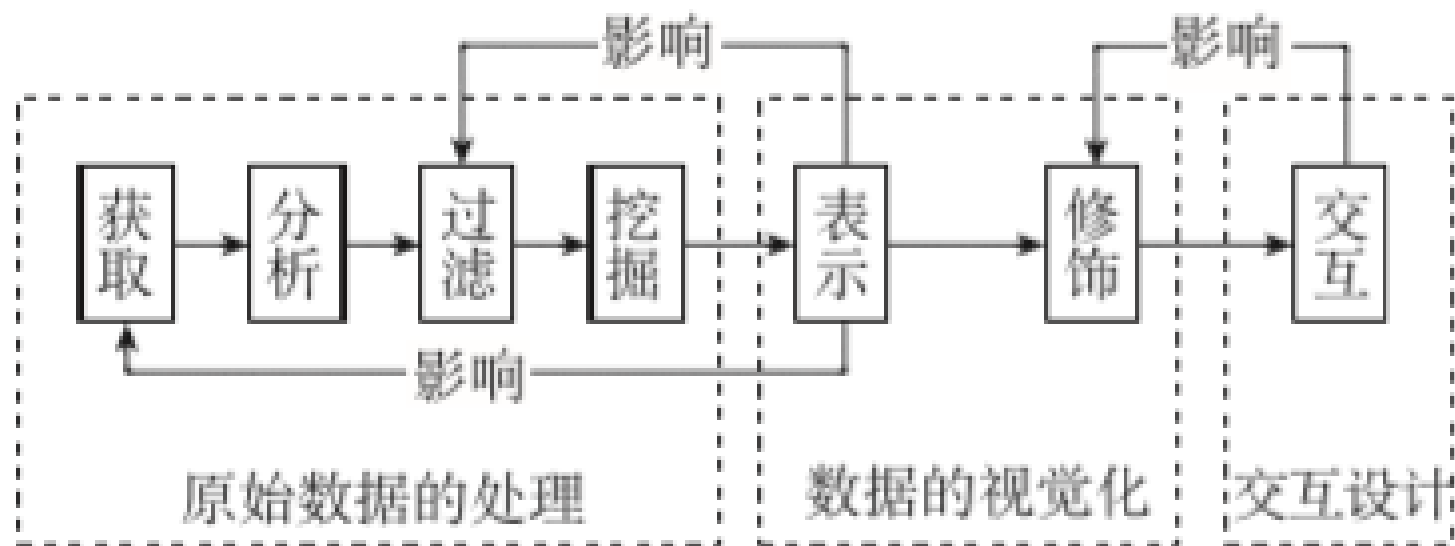 影响
影响
获取
分析
过滤
挖掘
表示
修饰
交互
影响
原始数据的处理
数据的视觉化
交互设计